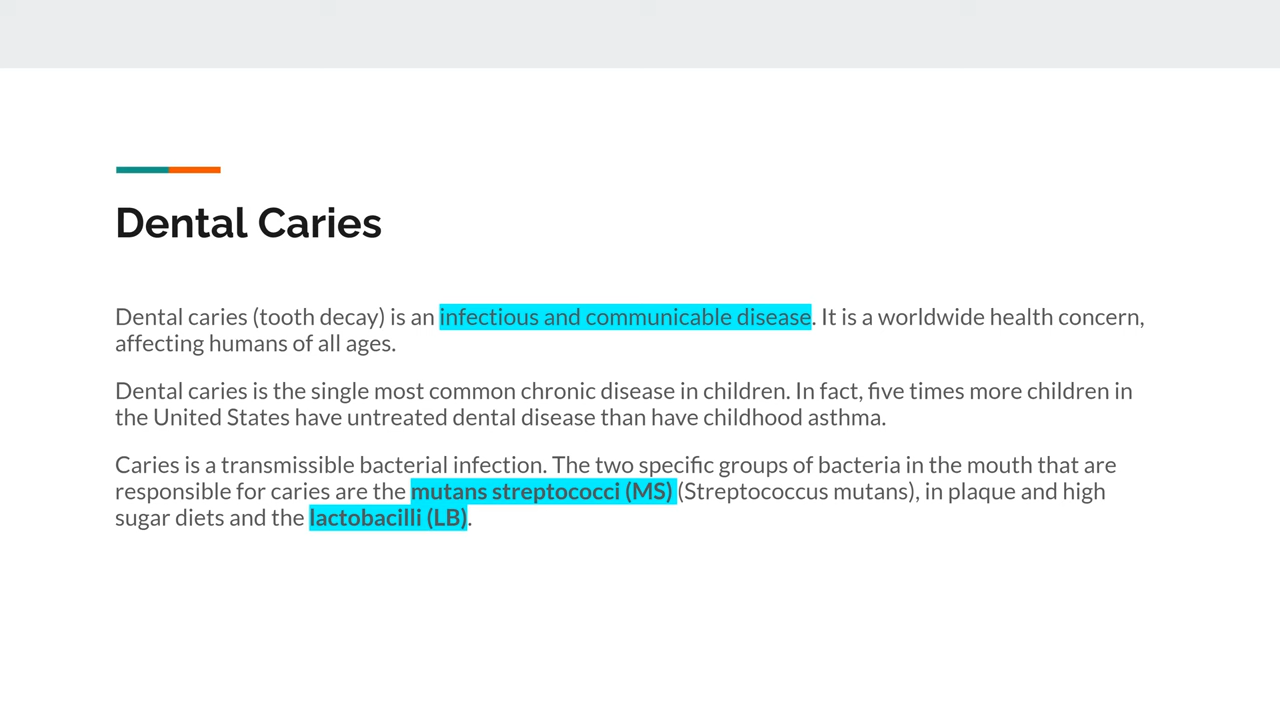 Dental Caries
Dental caries (tooth decay) is an infectious and communicable disease. It is a worldwide health concern,
affecting humans of all ages.
Dental caries is the single most common chronic disease in children. In fact, five times more children in
the United States have untreated dental disease than have childhood asthma.
Caries is a transmissible bacterial infection. The two specific groups of bacteria in the mouth that are
responsible for caries are the mutans streptococci (MS) (Streptococcus mutans), in plaque and high
sugar diets and the lactobacilli (LB).